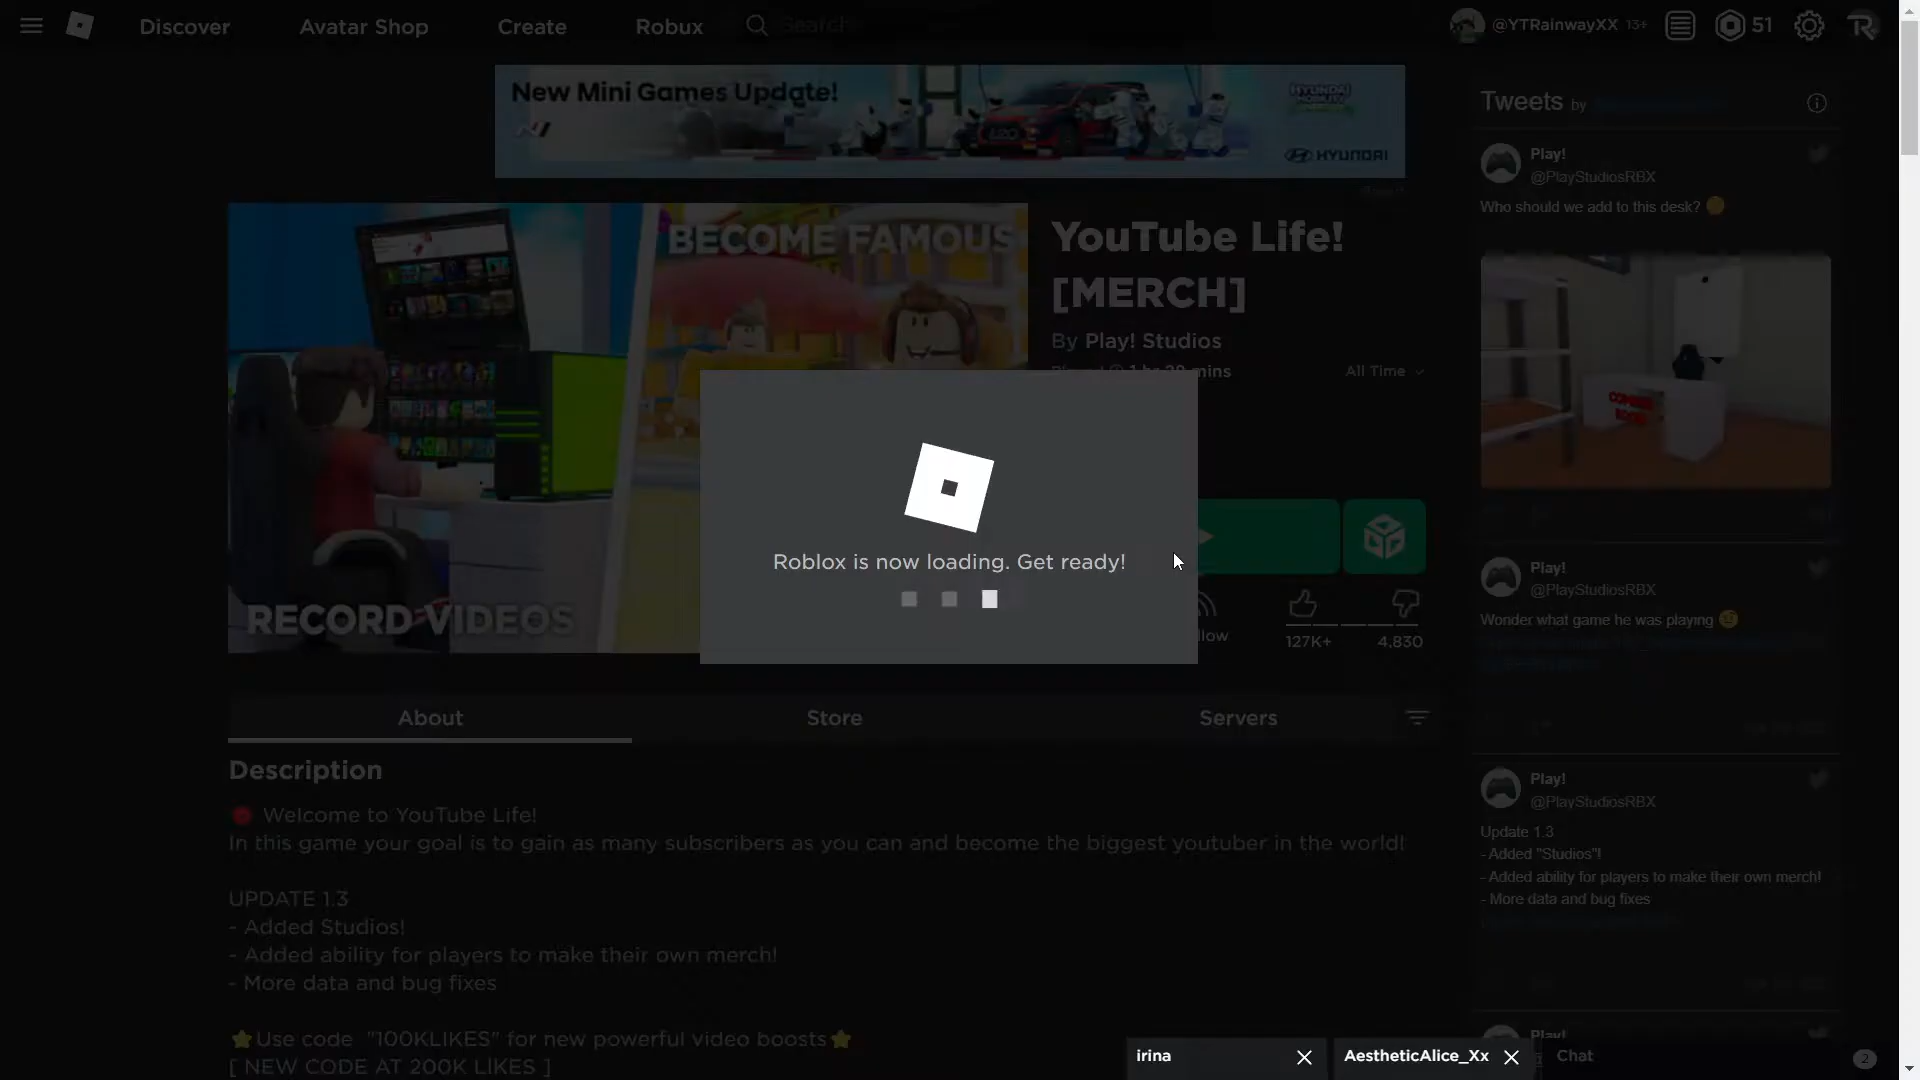 Discover
Avatar Shop
Create
Robux
Search
@YTRainwayXX 13+
51
New Mini Games Update!
HYUNDAI
MOBILITY
HYUNDAI
BECOME FAMOUS
RECORD VIDEOS
YouTube Life!
[MERCH]
By Play! Studios
mins
All Time
Roblox is now loading. Get ready!
127K+
4,830
About
Store
Servers
Description
Welcome to YouTube Life!
In this game your goal is to gain as many subscribers as you can and become the biggest youtuber in the world!
UPDATE 1.3
- Added Studios!
- Added ability for players to make their own merch!
- More data and bug fixes
⭐Use code "100KLIKES" for new powerful video boosts⭐
[ NEW CODE AT 200K LIKES ]
Tweets by
Play!
@PlayStudiosRBX
Who should we add to this desk?
Play!
@PlayStudiosRBX
Wonder what game he was playing
Play!
@PlayStudiosRBX
Update 1.3
- Added "Studios"!
- Added ability for players to make their own merch!
- More data and bug fixes
Play!
irina
AestheticAlice_Xx
Chat
2